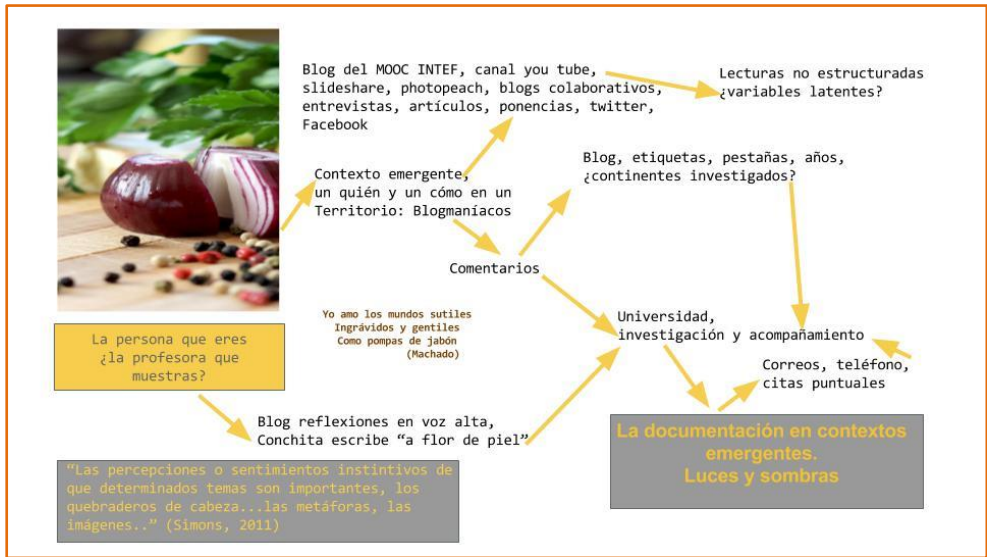 Blog del MOOC INTEF, canal you tube,
slideshare, photopeach, blogs colaborativos,
entrevistas, artículos, ponencias, twitter,
Facebook
Lecturas no estructuradas
¿variables latentes?
Contexto emergente,
un quién y un cómo en un
Territorio: Blogmaníacos
Blog, etiquetas, pestañas, años,
¿continentes investigados?
Comentarios
Yo amo los mundos sutiles
Ingrávidos y gentiles
Como pompas de jabón
(Machado)
Universidad,
investigación y acompañamiento
La persona que eres
¿la profesora que
muestras?
Correos, teléfono,
citas puntuales
Blog reflexiones en voz alta,
Conchita escribe “a flor de piel”
La documentación en contextos
emergentes.
Luces y sombras
“Las percepciones o sentimientos instintivos de
que determinados temas son importantes, los
quebraderos de cabeza...las metáforas, las
imágenes..” (Simons, 2011)